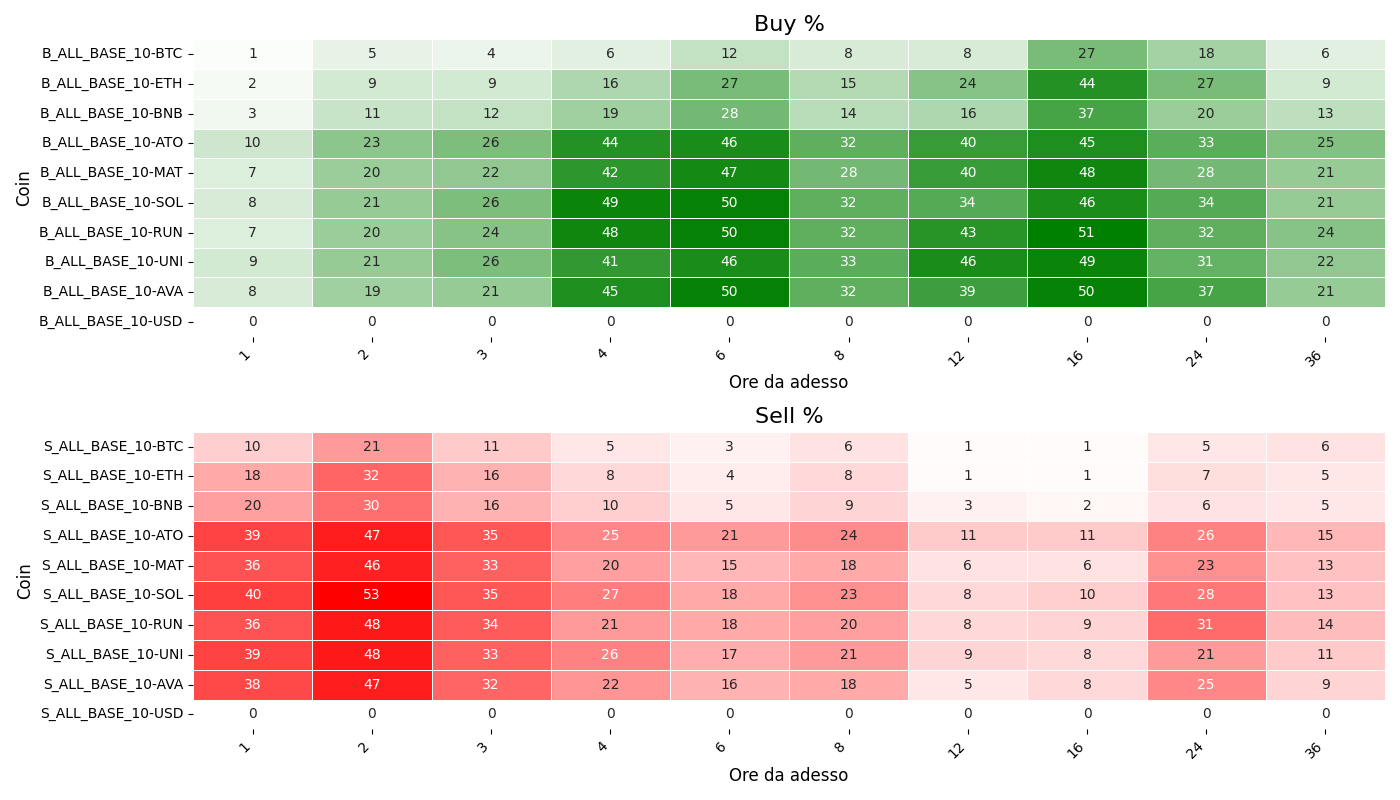 Buy %
Coin
B_ALL_BASE_10-BTC 1 5 4 6 12 8 8 27 18 6
B_ALL_BASE_10-ETH 2 9 9 16 27 15 24 44 27 9
B_ALL_BASE_10-BNB 3 11 12 19 28 14 16 37 20 13
B_ALL_BASE_10-ATO 10 23 26 44 46 32 40 45 33 25
B_ALL_BASE_10-MAT 7 20 22 42 47 28 40 48 28 21
B_ALL_BASE_10-SOL 8 21 26 49 50 32 34 46 34 21
B_ALL_BASE_10-RUN 7 20 24 48 50 32 43 51 32 24
B_ALL_BASE_10-UNI 9 21 26 41 46 33 46 49 31 22
B_ALL_BASE_10-AVA 8 19 21 45 50 32 39 50 37 21
B_ALL_BASE_10-USD 0 0 0 0 0 0 0 0 0 0
1 2 3 4 6 8 12 16 24 36
Ore da adesso
Sell %
Coin
S_ALL_BASE_10-BTC 10 21 11 5 3 6 1 1 5 6
S_ALL_BASE_10-ETH 18 32 16 8 4 8 1 1 7 5
S_ALL_BASE_10-BNB 20 30 16 10 5 9 3 2 6 5
S_ALL_BASE_10-ATO 39 47 35 25 21 24 11 11 26 15
S_ALL_BASE_10-MAT 36 46 33 20 15 18 6 6 23 13
S_ALL_BASE_10-SOL 40 53 35 27 18 23 8 10 28 13
S_ALL_BASE_10-RUN 36 48 34 21 18 20 8 9 31 14
S_ALL_BASE_10-UNI 39 48 33 26 17 21 9 8 21 11
S_ALL_BASE_10-AVA 38 47 32 22 16 18 5 8 25 9
S_ALL_BASE_10-USD 0 0 0 0 0 0 0 0 0 0
1 2 3 4 6 8 12 16 24 36
Ore da adesso